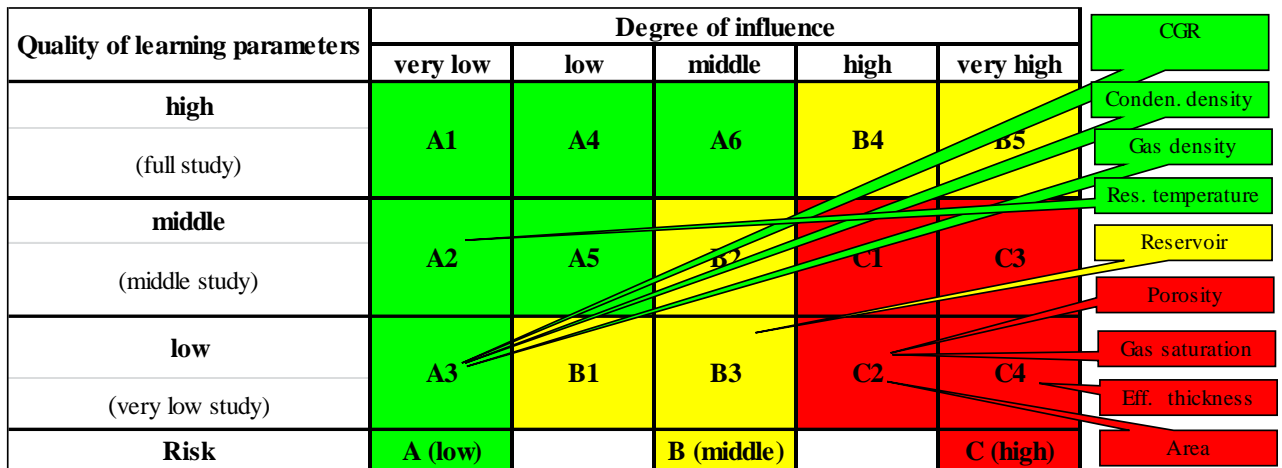 Quality of learning parameters
Degree of influence
very low low middle high very high
high
(full study)
A1 A4 A6 B4 B5
middle
(middle study)
A2 A5 B2 C1 C3
low
(very low study)
A3 B1 B3 C2 C4
Risk A (low) B (middle) C (high)
CGR
Conden. density
Gas density
Res. temperature
Reservoir
Porosity
Gas saturation
Eff. thickness
Area